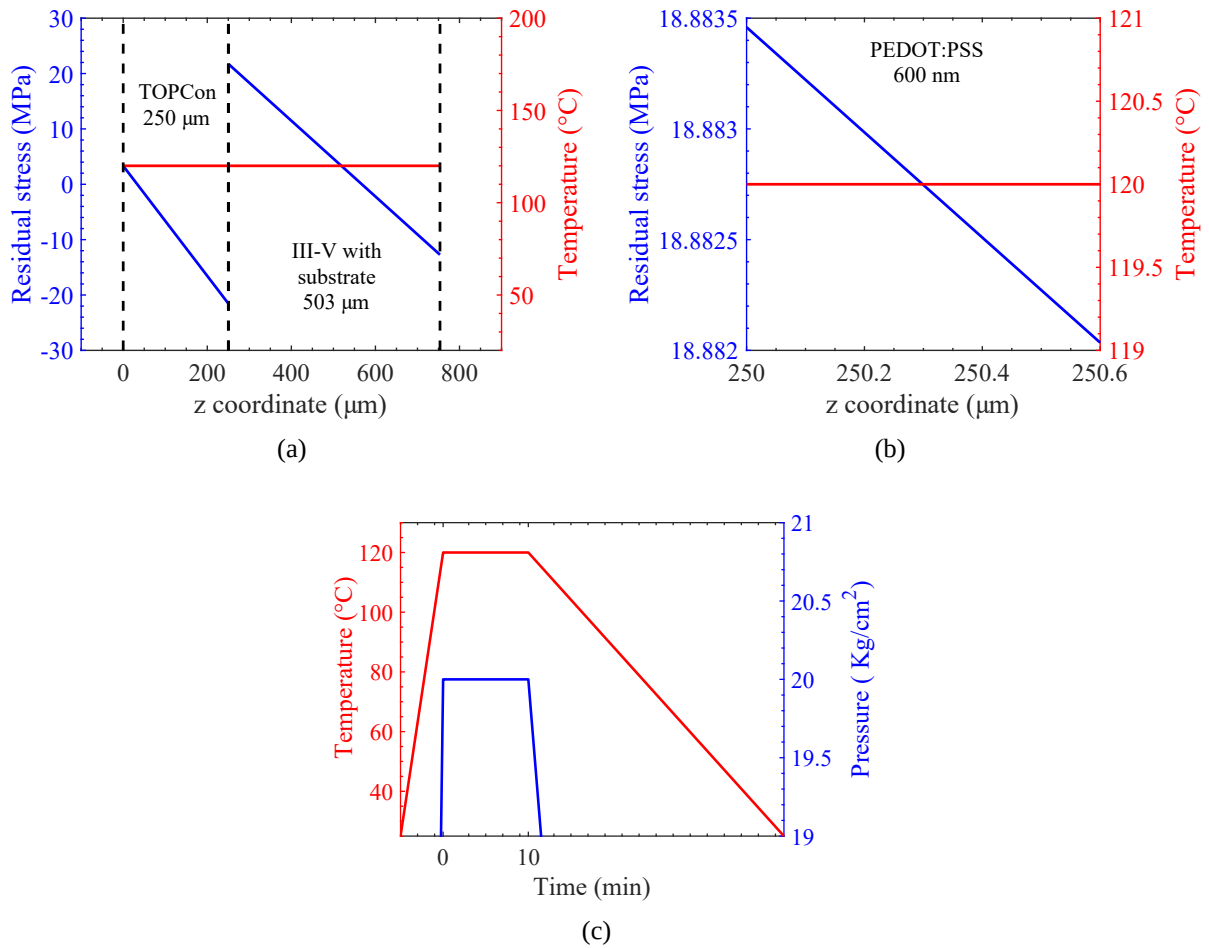 30
20
10
0
-10
-20
-30
Residual stress (MPa)
TOPCon
250 μm
III-V with
substrate
503 μm
200
150
100
50
Temperature (°C)
0 200 400 600 800
z coordinate (μm)
(a)
18.8835
18.883
18.8825
18.882
Residual stress (MPa)
PEDOT:PSS
600 nm
121
120.5
120
119.5
119
Temperature (°C)
250 250.2 250.4 250.6
z coordinate (μm)
(b)
120
100
80
60
40
Temperature (°C)
21
20.5
20
19.5
19
Pressure ( Kg/cm²)
0 10
Time (min)
(c)